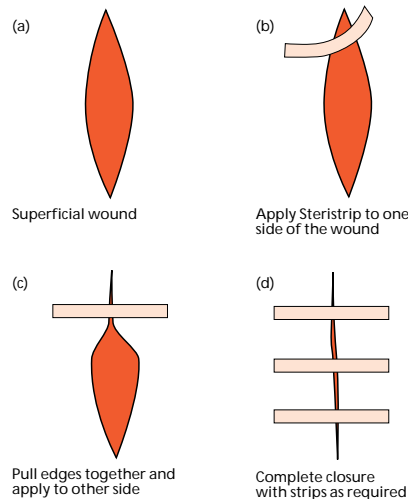 (a)
Superficial wound
(b)
Apply Steristrip to one
side of the wound
(c)
Pull edges together and
apply to other side
(d)
Complete closure
with strips as required